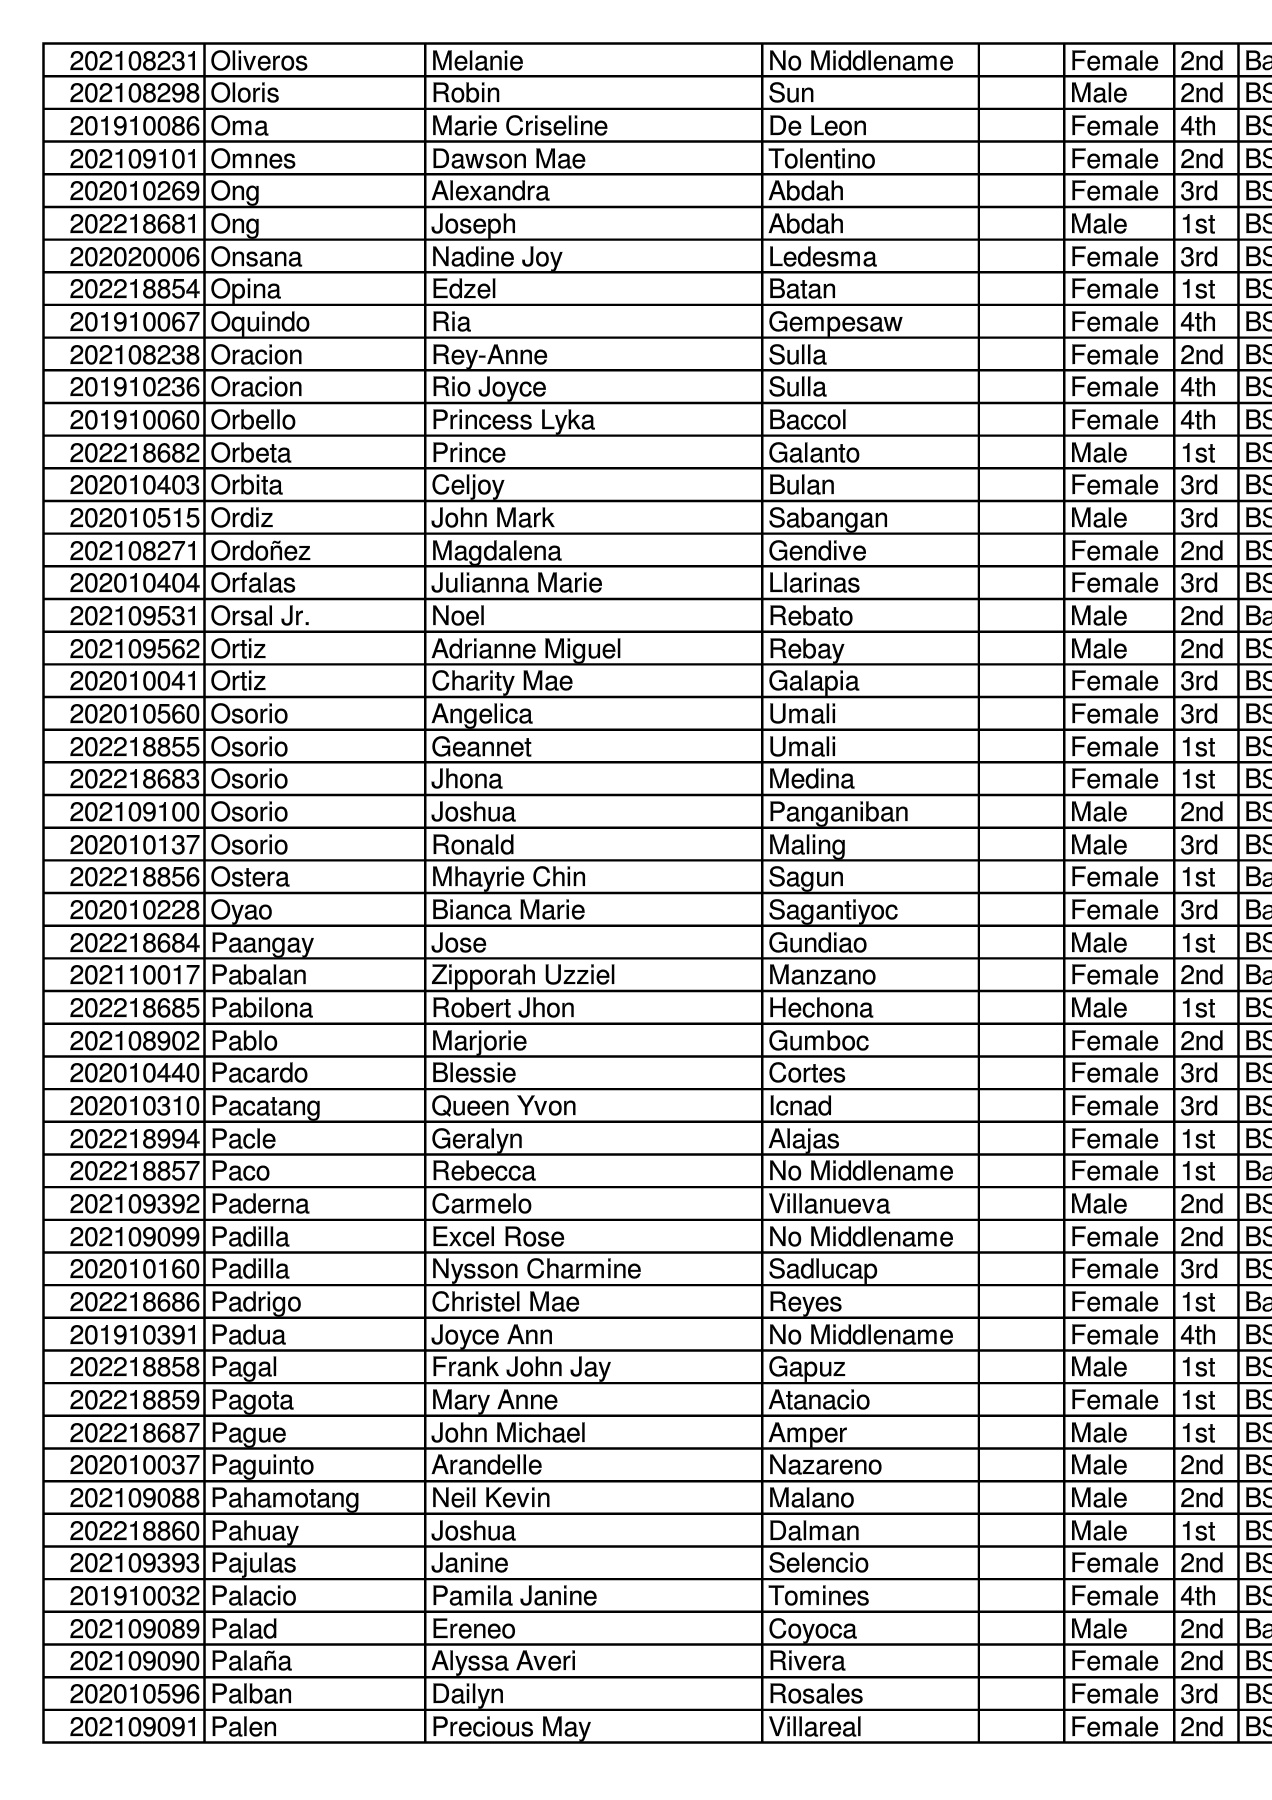 202108231 Oliveros Melanie No Middlename Female 2nd Ba
202108298 Oloris Robin Sun Male 2nd BS
201910086 Oma Marie Criseline De Leon Female 4th BS
202109101 Omnes Dawson Mae Tolentino Female 2nd BS
202010269 Ong Alexandra Abdah Female 3rd BS
202218681 Ong Joseph Abdah Male 1st BS
202020006 Onsana Nadine Joy Ledesma Female 3rd BS
202218854 Opina Edzel Batan Female 1st BS
201910067 Oquindo Ria Gempesaw Female 4th BS
202108238 Oracion Rey-Anne Sulla Female 2nd BS
201910236 Oracion Rio Joyce Sulla Female 4th BS
201910060 Orbello Princess Lyka Baccol Female 4th BS
202218682 Orbeta Prince Galanto Male 1st BS
202010403 Orbita Celjoy Bulan Female 3rd BS
202010515 Ordiz John Mark Sabangan Male 3rd BS
202108271 Ordoñez Magdalena Gendive Female 2nd BS
202010404 Orfalas Julianna Marie Llarinas Female 3rd BS
202109531 Orsal Jr. Noel Rebato Male 2nd Ba
202109562 Ortiz Adrianne Miguel Rebay Male 2nd BS
202010041 Ortiz Charity Mae Galapia Female 3rd BS
202010560 Osorio Angelica Umali Female 3rd BS
202218855 Osorio Geannet Umali Female 1st BS
202218683 Osorio Jhona Medina Female 1st BS
202109100 Osorio Joshua Panganiban Male 2nd BS
202010137 Osorio Ronald Maling Male 3rd BS
202218856 Ostera Mhayrie Chin Sagun Female 1st Ba
202010228 Oyao Bianca Marie Sagantiyoc Female 3rd Ba
202218684 Paangay Jose Gundiao Male 1st BS
202110017 Pabalan Zipporah Uzziel Manzano Female 2nd Ba
202218685 Pabilona Robert Jhon Hechona Male 1st BS
202108902 Pablo Marjorie Gumboc Female 2nd BS
202010440 Pacardo Blessie Cortes Female 3rd BS
202010310 Pacatang Queen Yvon Icnad Female 3rd BS
202218994 Pacle Geralyn Alajas Female 1st BS
202218857 Paco Rebecca No Middlename Female 1st Ba
202109392 Paderna Carmelo Villanueva Male 2nd BS
202109099 Padilla Excel Rose No Middlename Female 2nd BS
202010160 Padilla Nysson Charmine Sadlucap Female 3rd BS
202218686 Padrigo Christel Mae Reyes Female 1st Ba
201910391 Padua Joyce Ann No Middlename Female 4th BS
202218858 Pagal Frank John Jay Gapuz Male 1st BS
202218859 Pagota Mary Anne Atanacio Female 1st BS
202218687 Pague John Michael Amper Male 1st BS
202010037 Paguinto Arandelle Nazareno Male 2nd BS
202109088 Pahamotang Neil Kevin Malano Male 2nd BS
202218860 Pahuay Joshua Dalman Male 1st BS
202109393 Pajulas Janine Selencio Female 2nd BS
201910032 Palacio Pamila Janine Tomines Female 4th BS
202109089 Palad Ereneo Coyoca Male 2nd Ba
202109090 Palaña Alyssa Averi Rivera Female 2nd BS
202010596 Palban Dailyn Rosales Female 3rd BS
202109091 Palen Precious May Villareal Female 2nd BS